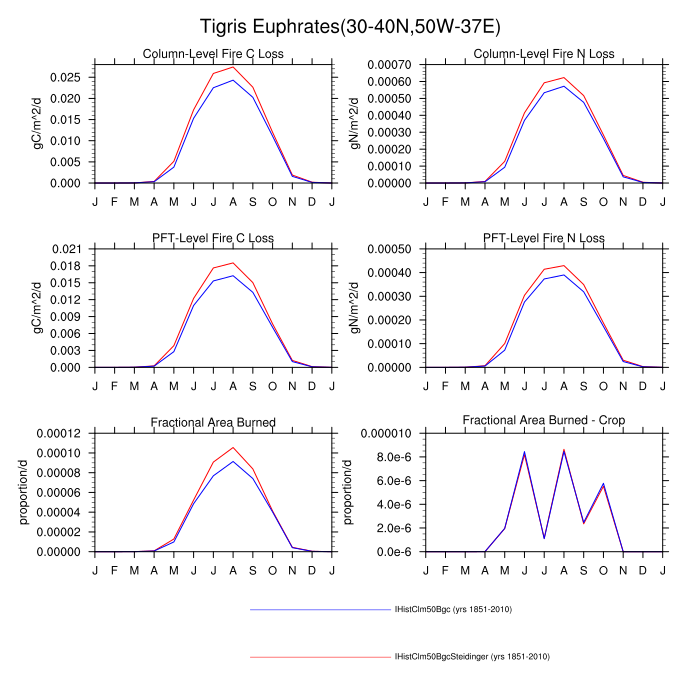 Tigris Euphrates(30-40N,50W-37E)
Column-Level Fire C Loss
gC/m^2/d
0.025
0.020
0.015
0.010
0.005
0.000
J F M A M J J A S O N D J
Column-Level Fire N Loss
gN/m^2/d
0.00070
0.00060
0.00050
0.00040
0.00030
0.00020
0.00010
0.00000
J F M A M J J A S O N D J
PFT-Level Fire C Loss
gC/m^2/d
0.021
0.018
0.015
0.012
0.009
0.006
0.003
0.000
J F M A M J J A S O N D J
PFT-Level Fire N Loss
gN/m^2/d
0.00050
0.00040
0.00030
0.00020
0.00010
0.00000
J F M A M J J A S O N D J
Fractional Area Burned
proportion/d
0.00012
0.00010
0.00008
0.00006
0.00004
0.00002
0.00000
J F M A M J J A S O N D J
Fractional Area Burned - Crop
proportion/d
0.000010
8.0e-6
6.0e-6
4.0e-6
2.0e-6
0.0e-6
J F M A M J J A S O N D J
IHistClm50Bgc (yrs 1851-2010)
IHistClm50BgcSteidinger (yrs 1851-2010)